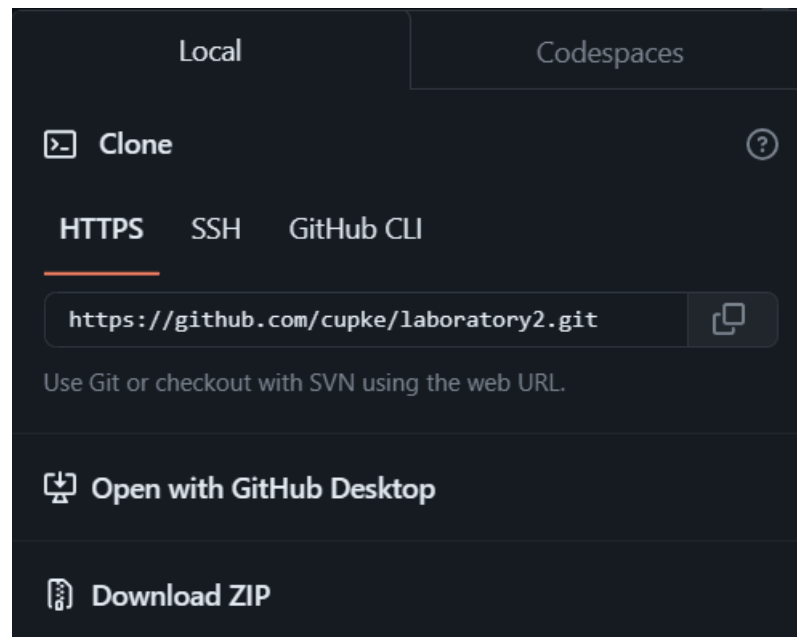 Local Codespaces
Clone
HTTPS SSH GitHub CLI
https://github.com/cupke/laboratory2.git
Use Git or checkout with SVN using the web URL.
Open with GitHub Desktop
Download ZIP